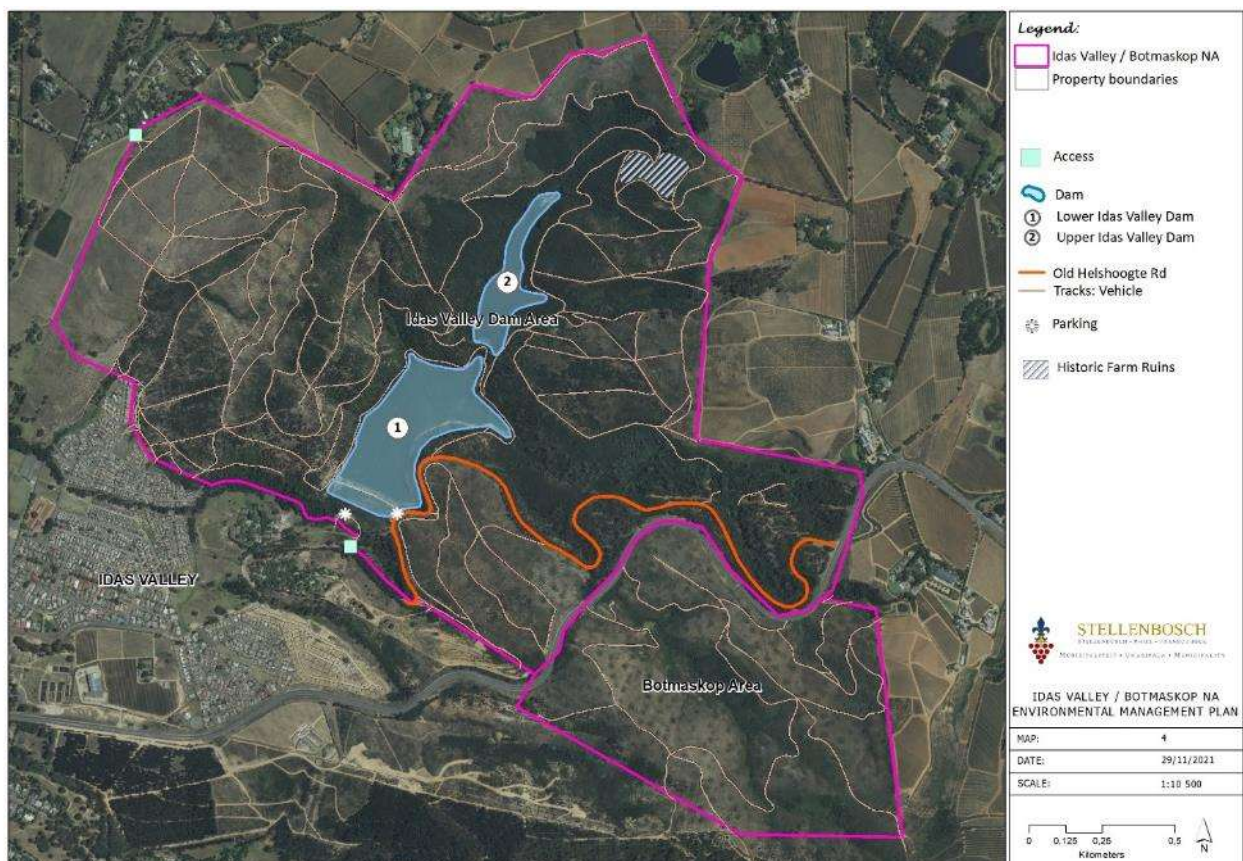 Legend:
Idas Valley / Botmaskop NA
Property boundaries
Access
Dam
1 Lower Idas Valley Dam
2 Upper Idas Valley Dam
Old Helshoogte Rd
Tracks: Vehicle
Parking
Historic Farm Ruins
2
Idas Valley Dam Area
1
IDAS VALLEY
Botmaskop Area
STELLENBOSCH
IDAS VALLEY / BOTMASKOP NA
ENVIRONMENTAL MANAGEMENT PLAN
MAP: 4
DATE: 29/11/2021
SCALE: 1:10 500
0 0,125 0,25 0,5
Kilometers
N